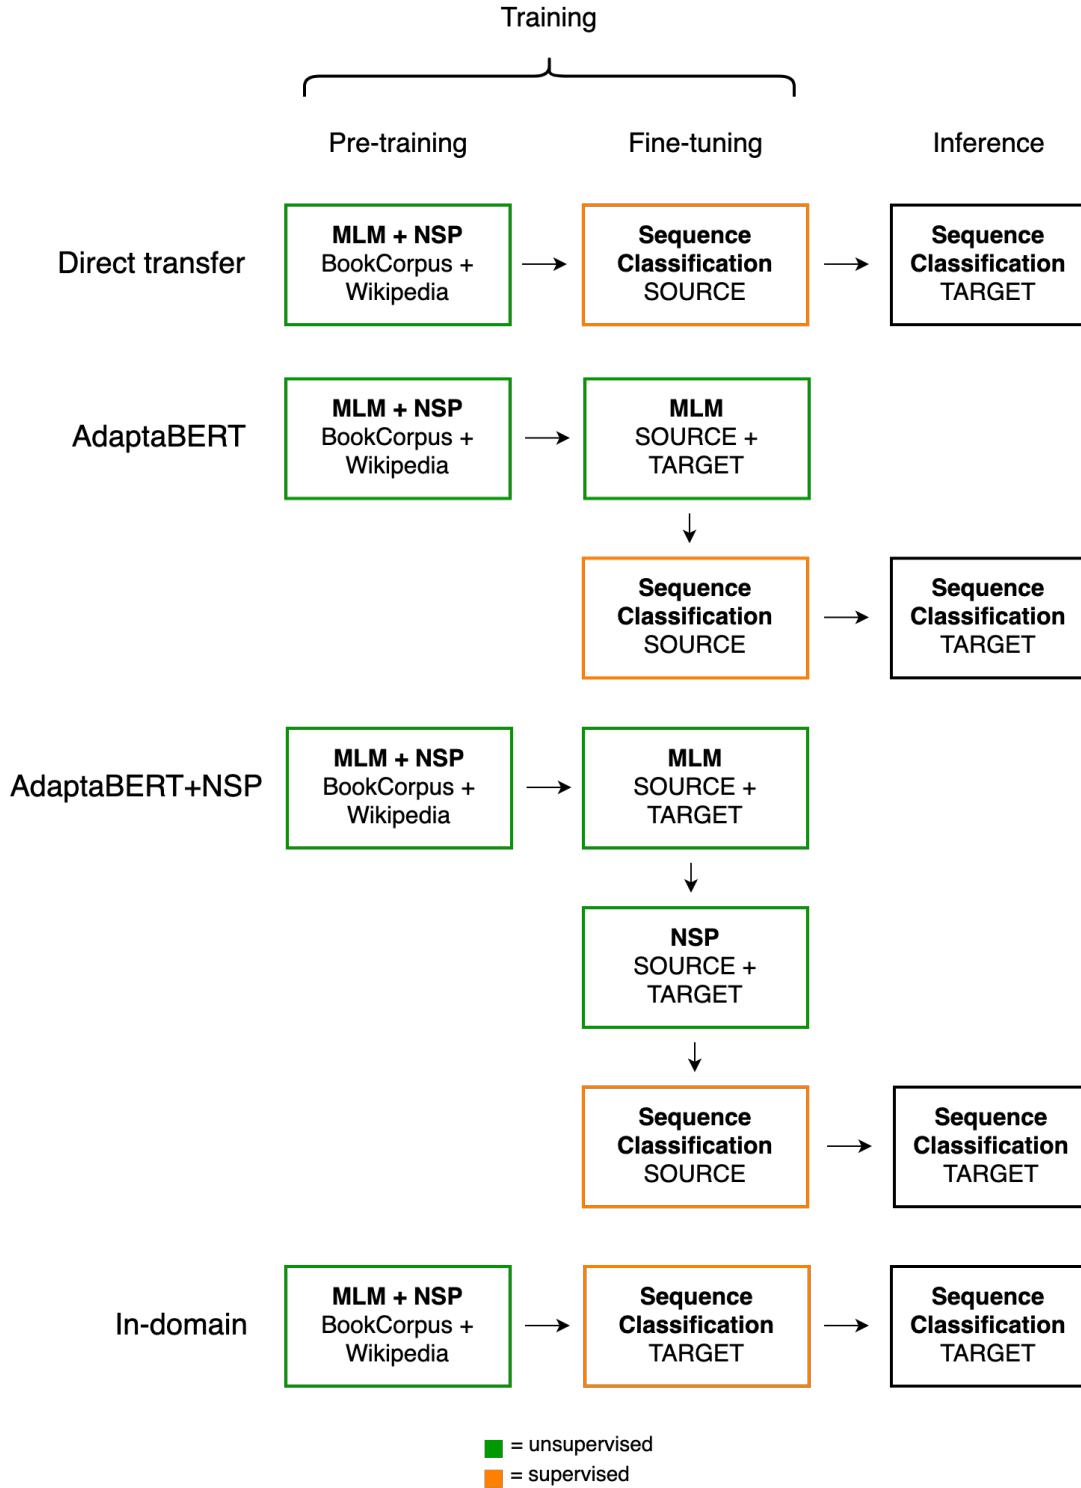 Training
Pre-training
Fine-tuning
Inference
Direct transfer
MLM + NSP
BookCorpus +
Wikipedia
Sequence
Classification
SOURCE
Sequence
Classification
TARGET
AdaptaBERT
MLM + NSP
BookCorpus +
Wikipedia
MLM
SOURCE +
TARGET
Sequence
Classification
SOURCE
Sequence
Classification
TARGET
AdaptaBERT+NSP
MLM + NSP
BookCorpus +
Wikipedia
MLM
SOURCE +
TARGET
NSP
SOURCE +
TARGET
Sequence
Classification
SOURCE
Sequence
Classification
TARGET
In-domain
MLM + NSP
BookCorpus +
Wikipedia
Sequence
Classification
TARGET
Sequence
Classification
TARGET
= unsupervised
= supervised